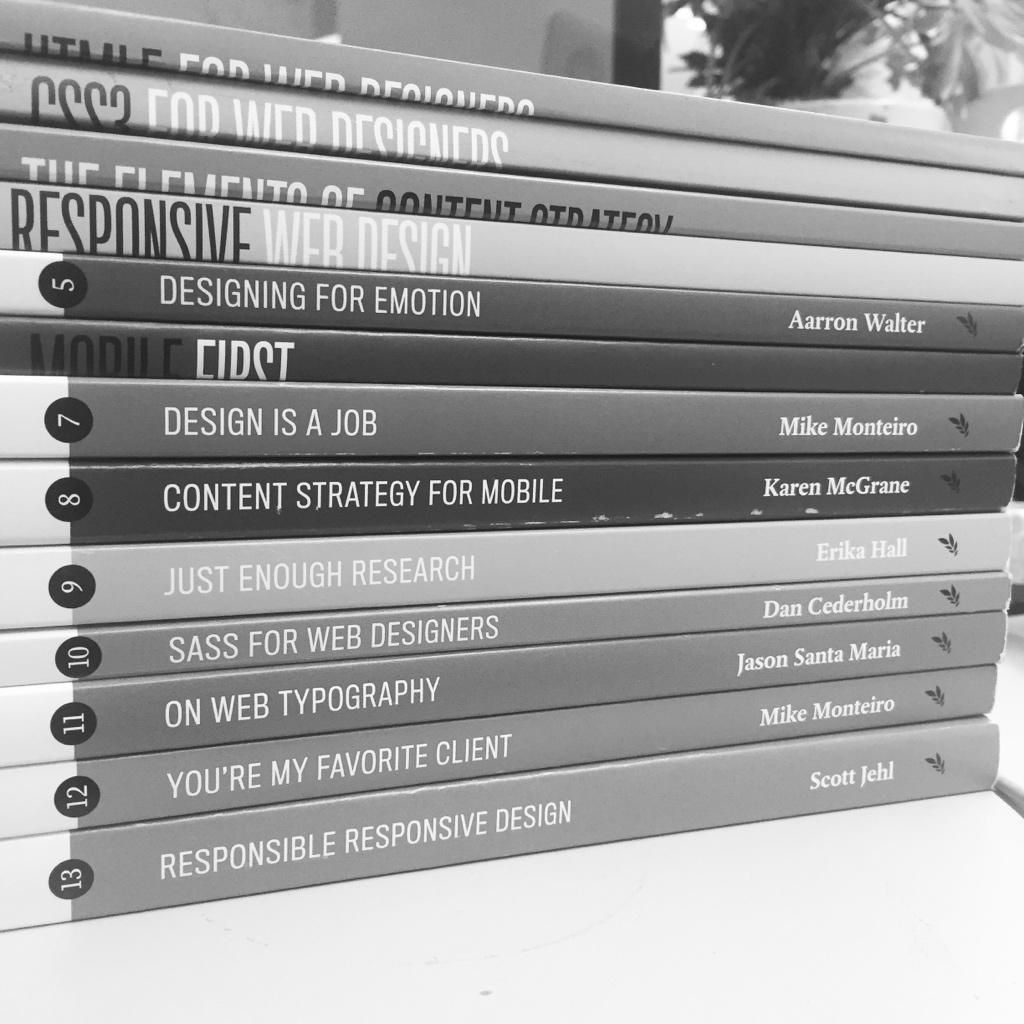 HTML5 FOR WEB DESIGNERS
CSS3 FOR WEB DESIGNERS
THE ELEMENTS OF CONTENT STRATEGY
RESPONSIVE WEB DESIGN
5 DESIGNING FOR EMOTION Aarron Walter
MOBILE FIRST
7 DESIGN IS A JOB Mike Monteiro
8 CONTENT STRATEGY FOR MOBILE Karen McGrane
9 JUST ENOUGH RESEARCH Erika Hall
10 SASS FOR WEB DESIGNERS Dan Cederholm
11 ON WEB TYPOGRAPHY Jason Santa Maria
12 YOU'RE MY FAVORITE CLIENT Mike Monteiro
13 RESPONSIBLE RESPONSIVE DESIGN Scott Jehl